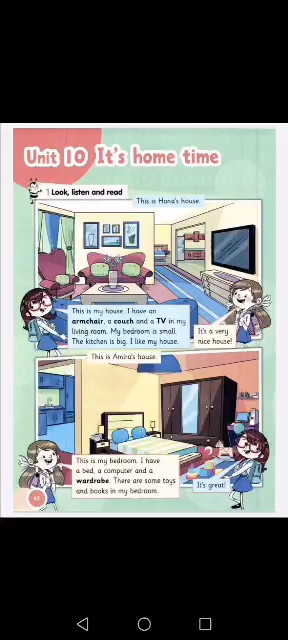 Unit 10 It's home time
1 Look, listen and read
This is Hana's house.
This is my house. I have an
armchair, a couch and a TV in my
living room. My bedroom is small.
The kitchen is big. I like my house.
It's a very
nice house!
This is Amira's house.
This is my bedroom. I have
a bed, a computer and a
wardrobe. There are some toys
and books in my bedroom.
It's great!